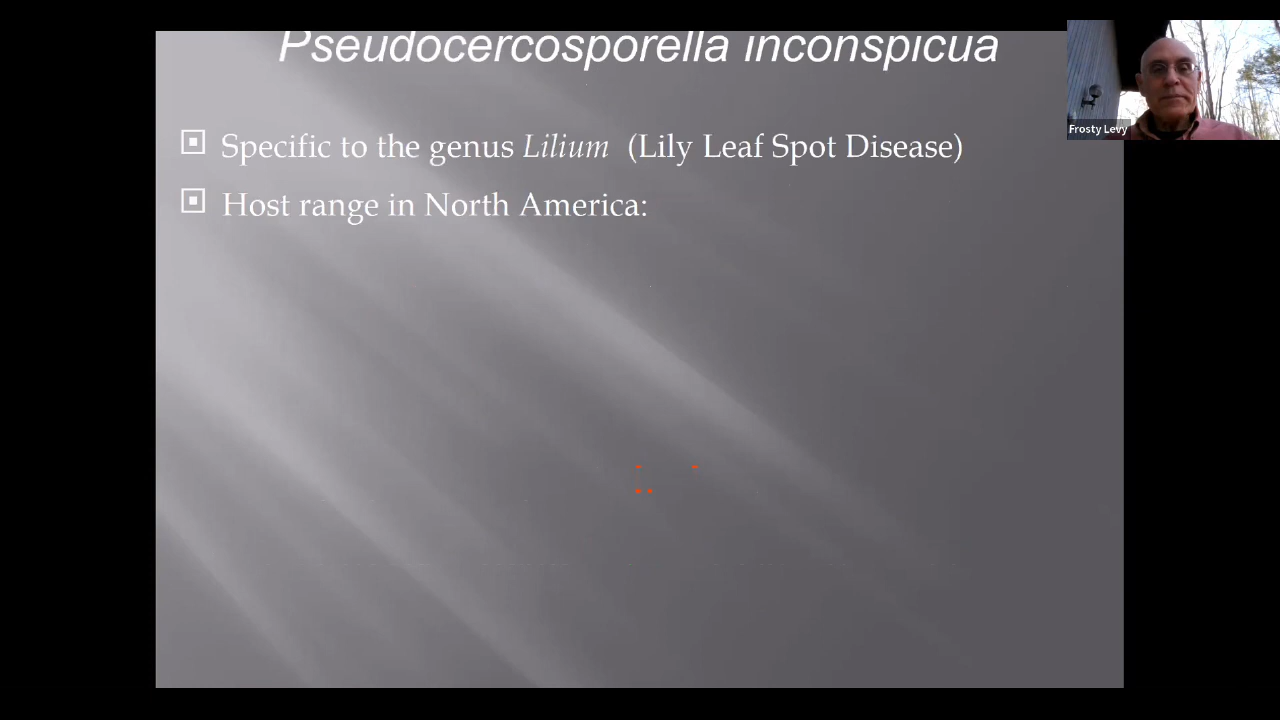 Pseudocercosporella inconspicua
Frosty Levy
Specific to the genus Lilium (Lily Leaf Spot Disease)
Host range in North America: